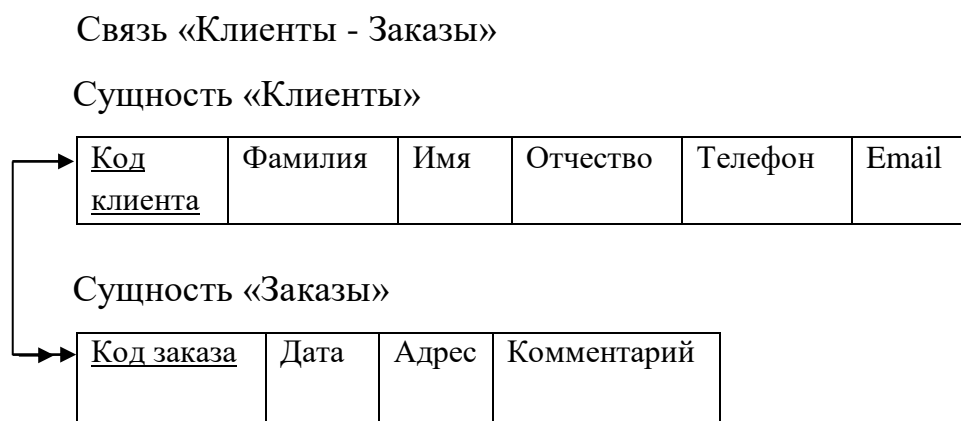 Связь «Клиенты - Заказы»
Сущность «Клиенты»
Код клиента Фамилия Имя Отчество Телефон Email
Сущность «Заказы»
Код заказа Дата Адрес Комментарий